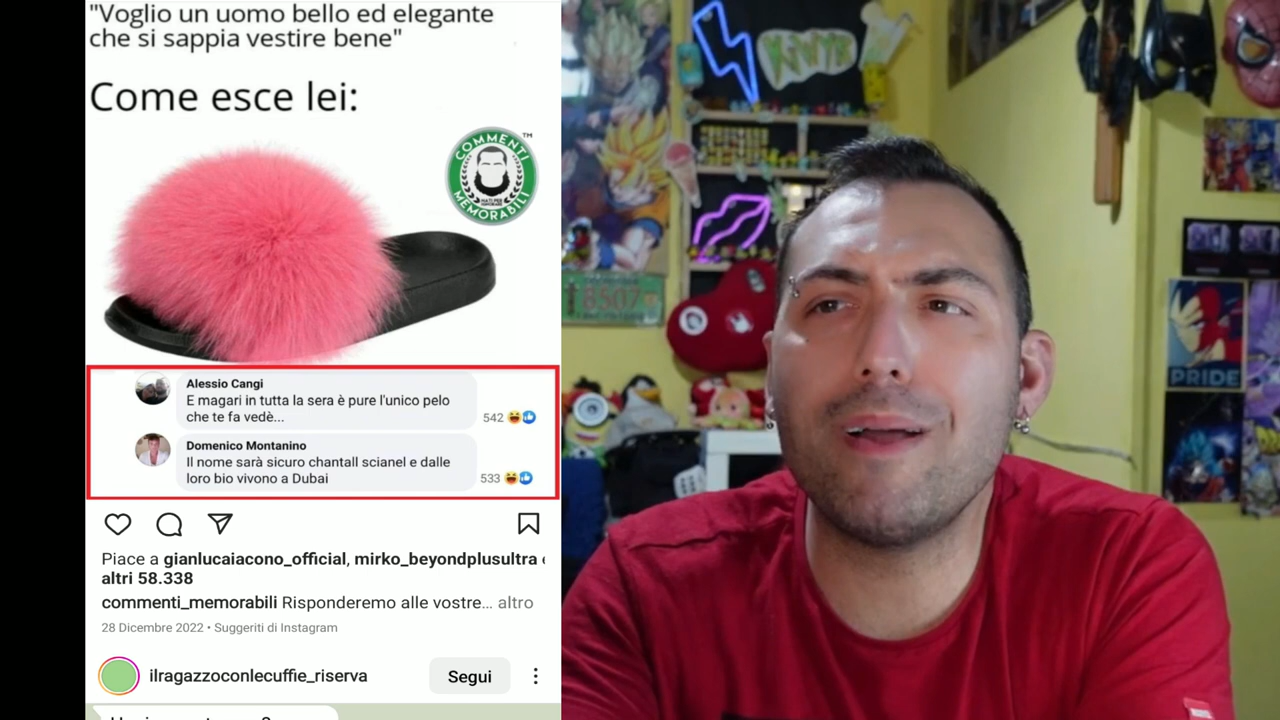 "Voglio un uomo bello ed elegante
che si sappia vestire bene"
Come esce lei:
COMMENTI
MEMORABILI
TM
Alessio Cangi
E magari in tutta la sera è pure l'unico pelo
che te fa vedè...
542
Domenico Montanino
Il nome sarà sicuro chantall scianel e dalle
loro bio vivono a Dubai
533
Piace a gianlucaiacono_official, mirko_beyondplusultra e
altri 58.338
commenti_memorabili Risponderemo alle vostre... altro
28 Dicembre 2022 • Suggeriti di Instagram
ilragazzoconlecuffie_riserva
Segui
8507
PRIDE